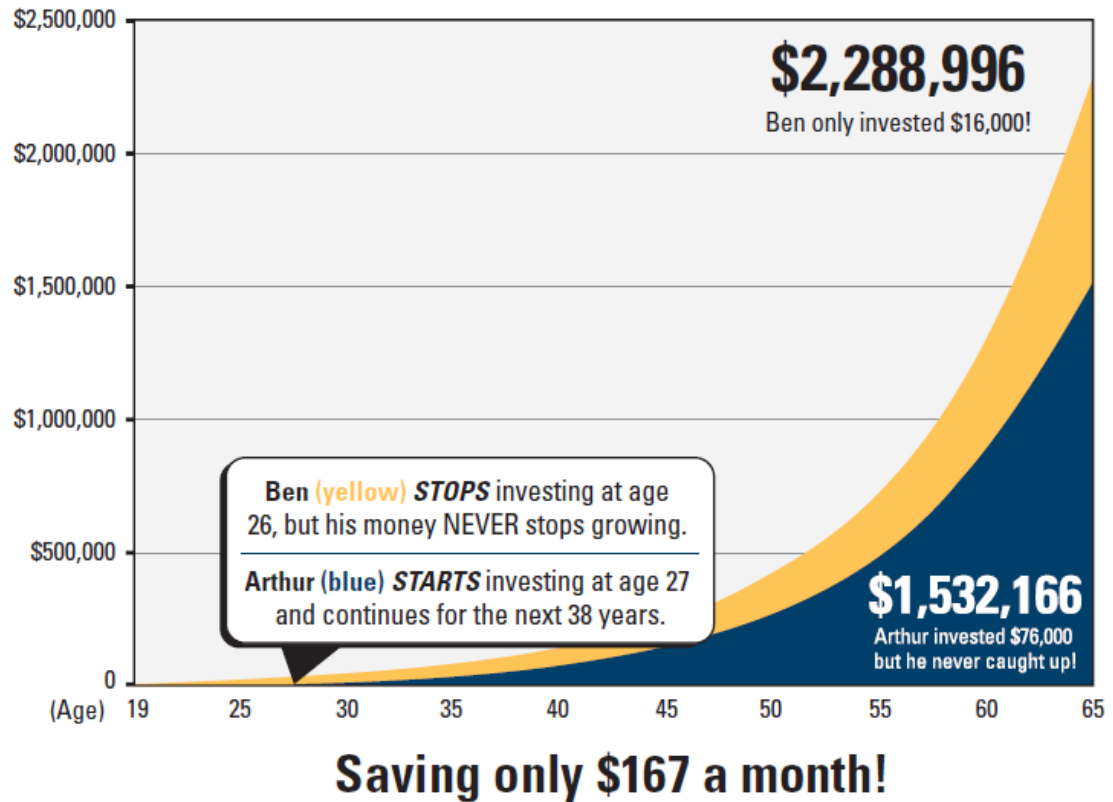 $2,500,000
$2,288,996
Ben only invested $16,000!
$2,000,000
$1,500,000
$1,000,000
Ben (yellow) STOPS investing at age
26, but his money NEVER stops growing.
$500,000
Arthur (blue) STARTS investing at age 27
and continues for the next 38 years.
$1,532,166
Arthur invested $76,000
but he never caught up!
0
(Age) 19 25 30 35 40 45 50 55 60 65
Saving only $167 a month!